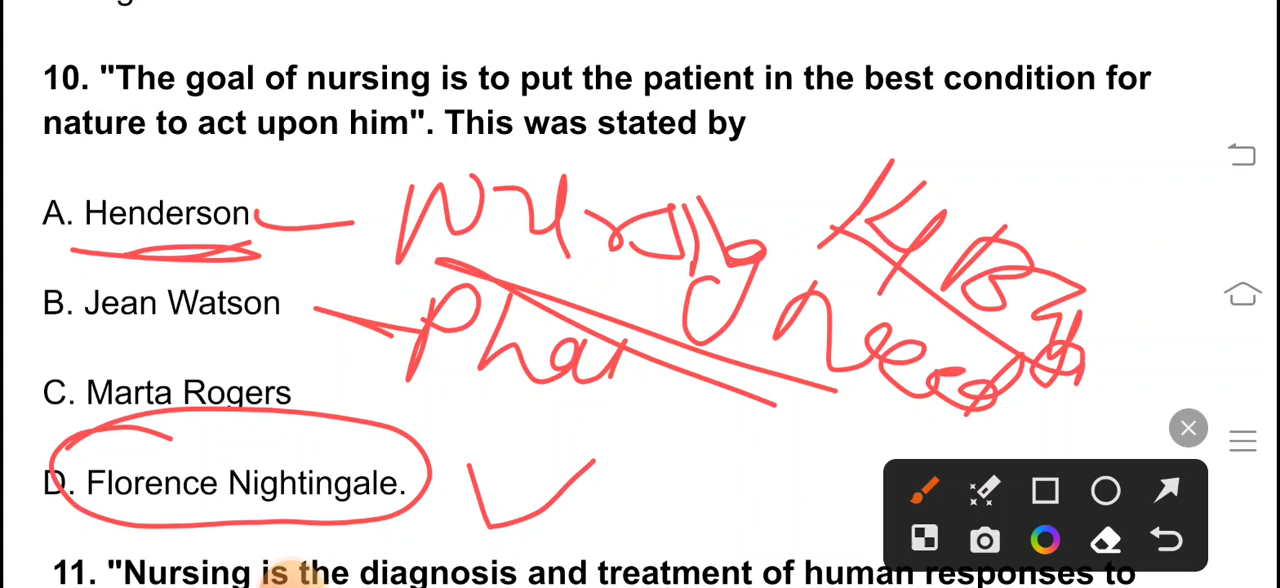 10. "The goal of nursing is to put the patient in the best condition for
nature to act upon him". This was stated by
A. Henderson
B. Jean Watson
Phar
need
C. Marta Rogers
D. Florence Nightingale.
11. "Nursing is the diagnosis and treatment of human responses to